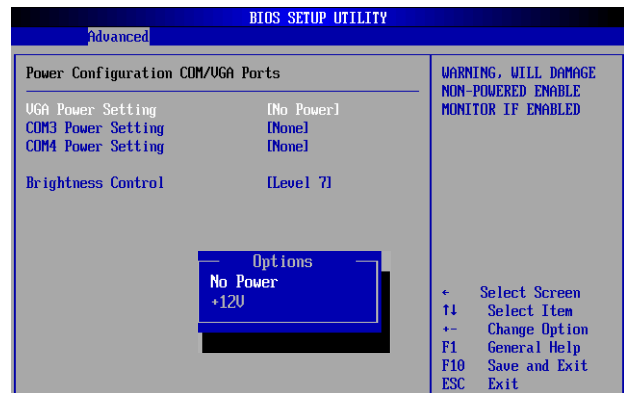 BIOS SETUP UTILITY
Advanced
Power Configuration COM/VGA Ports
VGA Power Setting [No Power]
COM3 Power Setting [None]
COM4 Power Setting [None]
Brightness Control [Level 7]
Options
No Power
+12V
WARNING, WILL DAMAGE
NON-POWERED ENABLE
MONITOR IF ENABLED
← Select Screen
↑↓ Select Item
+- Change Option
F1 General Help
F10 Save and Exit
ESC Exit